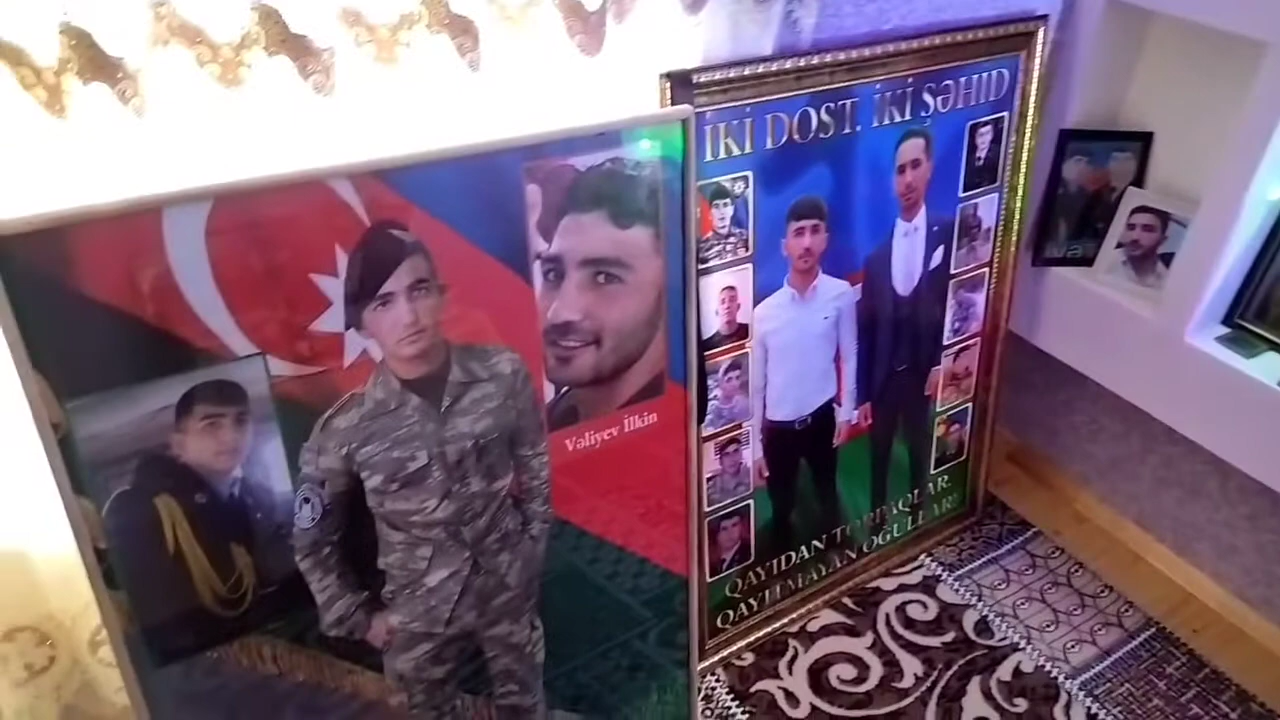 Vəliyev İlkin
İKİ DOST. İKİ ŞƏHİD
QAYIDAN TORPAQLAR.
QAYITMAYAN OĞULLAR!